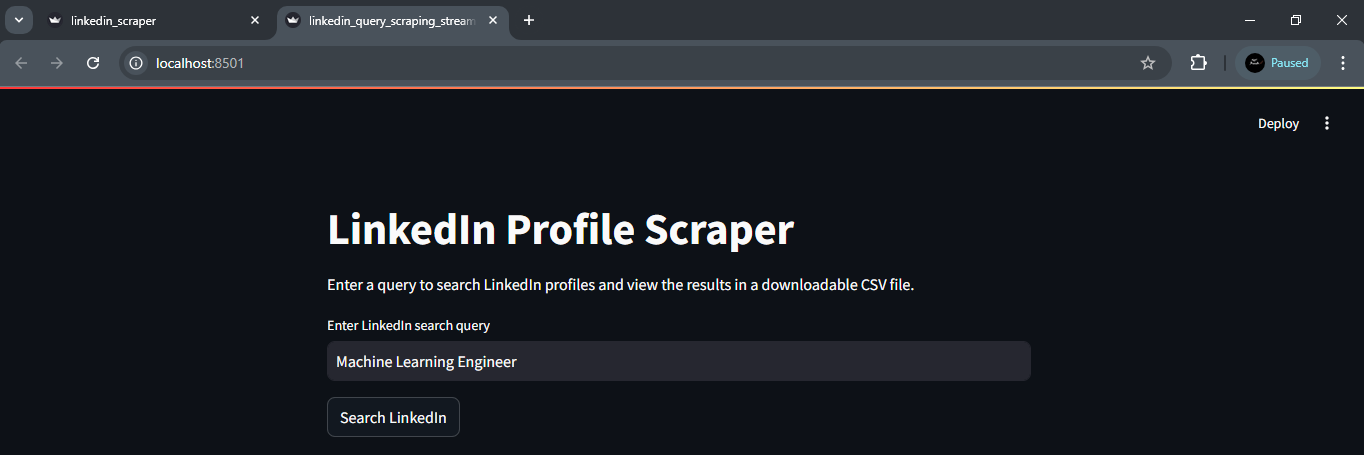 linkedin_scraper
linkedin_query_scraping_stream
localhost:8501
Paused
Deploy
LinkedIn Profile Scraper
Enter a query to search LinkedIn profiles and view the results in a downloadable CSV file.
Enter LinkedIn search query
Machine Learning Engineer
Search LinkedIn